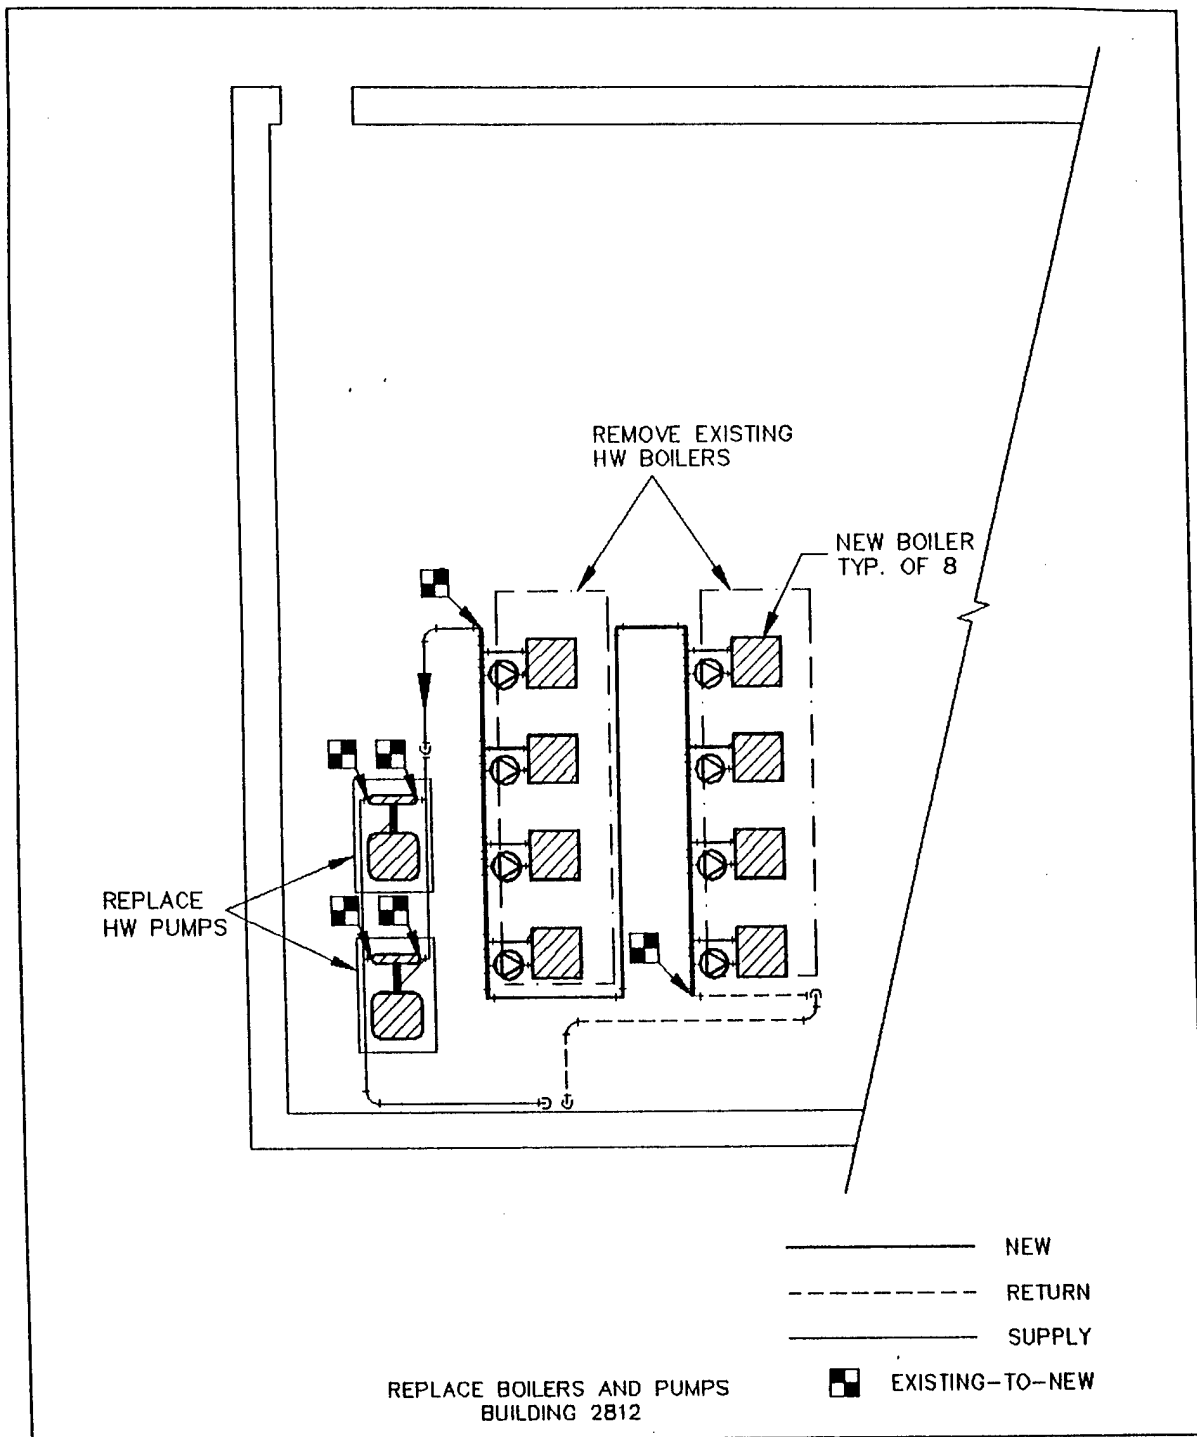 REMOVE EXISTING
HW BOILERS
NEW BOILER
TYP. OF 8
REPLACE
HW PUMPS
NEW
RETURN
SUPPLY
EXISTING-TO-NEW
REPLACE BOILERS AND PUMPS
BUILDING 2812